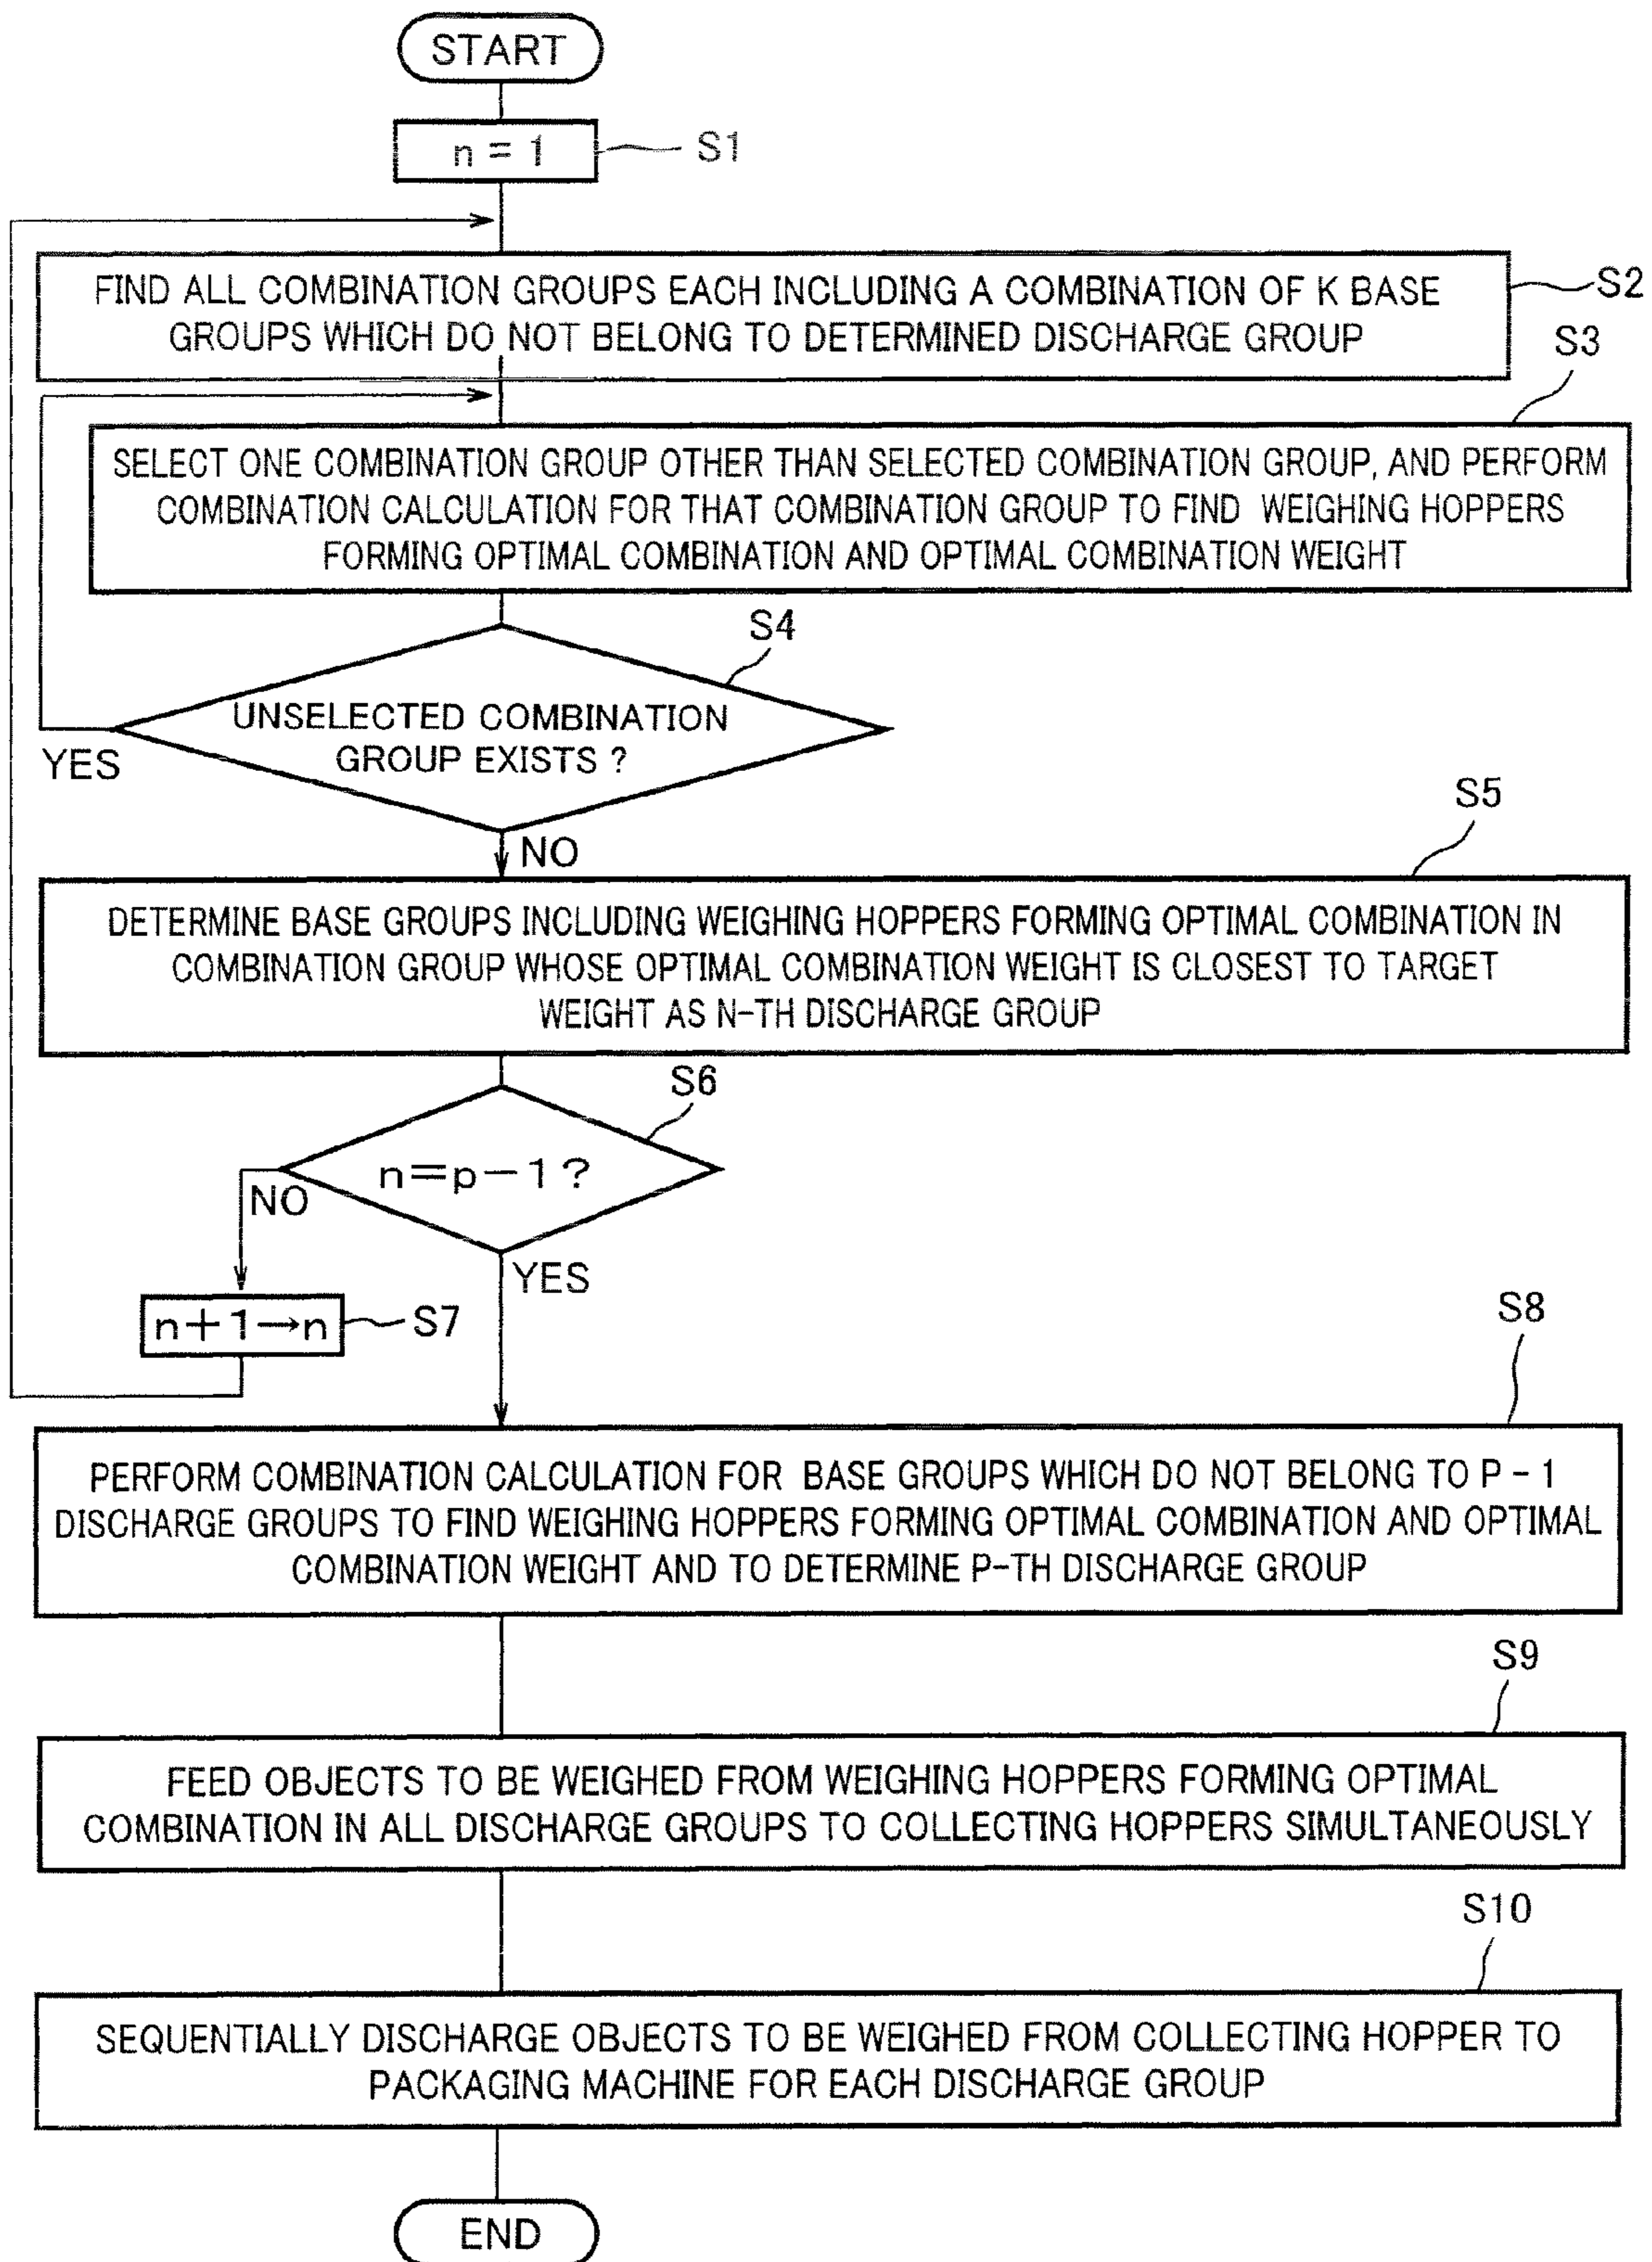 START
n = 1
S1
FIND ALL COMBINATION GROUPS EACH INCLUDING A COMBINATION OF K BASE
GROUPS WHICH DO NOT BELONG TO DETERMINED DISCHARGE GROUP
S2
S3
SELECT ONE COMBINATION GROUP OTHER THAN SELECTED COMBINATION GROUP, AND PERFORM
COMBINATION CALCULATION FOR THAT COMBINATION GROUP TO FIND WEIGHING HOPPERS
FORMING OPTIMAL COMBINATION AND OPTIMAL COMBINATION WEIGHT
S4
UNSELECTED COMBINATION
GROUP EXISTS ?
YES
NO
S5
DETERMINE BASE GROUPS INCLUDING WEIGHING HOPPERS FORMING OPTIMAL COMBINATION IN
COMBINATION GROUP WHOSE OPTIMAL COMBINATION WEIGHT IS CLOSEST TO TARGET
WEIGHT AS N-TH DISCHARGE GROUP
S6
n=p-1?
NO
YES
n+1→n
S7
S8
PERFORM COMBINATION CALCULATION FOR BASE GROUPS WHICH DO NOT BELONG TO P - 1
DISCHARGE GROUPS TO FIND WEIGHING HOPPERS FORMING OPTIMAL COMBINATION AND OPTIMAL
COMBINATION WEIGHT AND TO DETERMINE P-TH DISCHARGE GROUP
S9
FEED OBJECTS TO BE WEIGHED FROM WEIGHING HOPPERS FORMING OPTIMAL
COMBINATION IN ALL DISCHARGE GROUPS TO COLLECTING HOPPERS SIMULTANEOUSLY
S10
SEQUENTIALLY DISCHARGE OBJECTS TO BE WEIGHED FROM COLLECTING HOPPER TO
PACKAGING MACHINE FOR EACH DISCHARGE GROUP
END